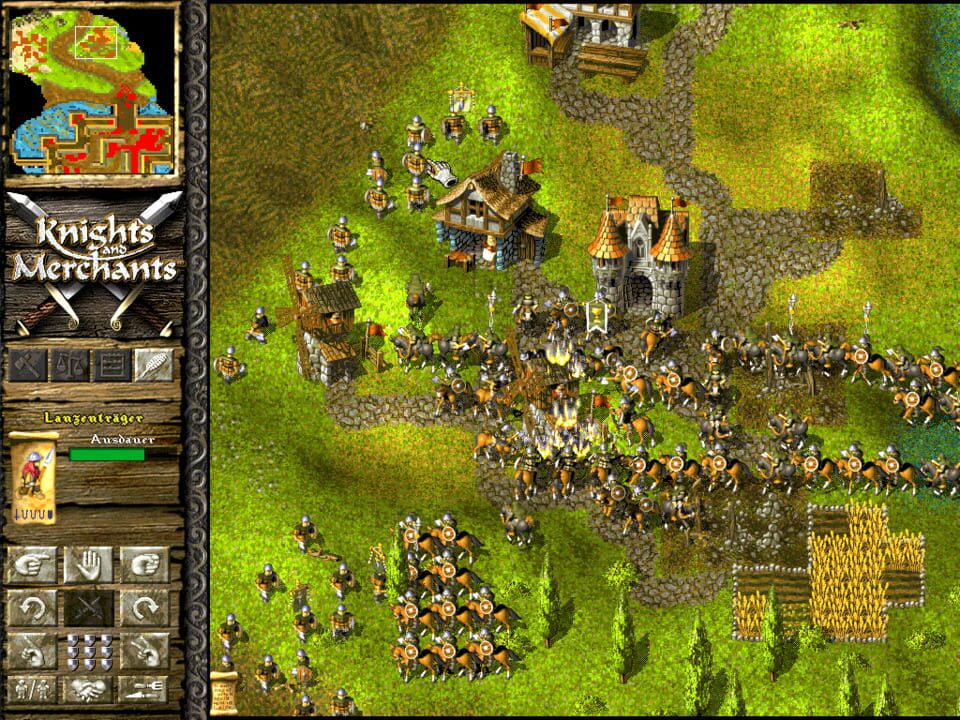 Knights
and
Merchants
Lanzenträger
Ausdauer